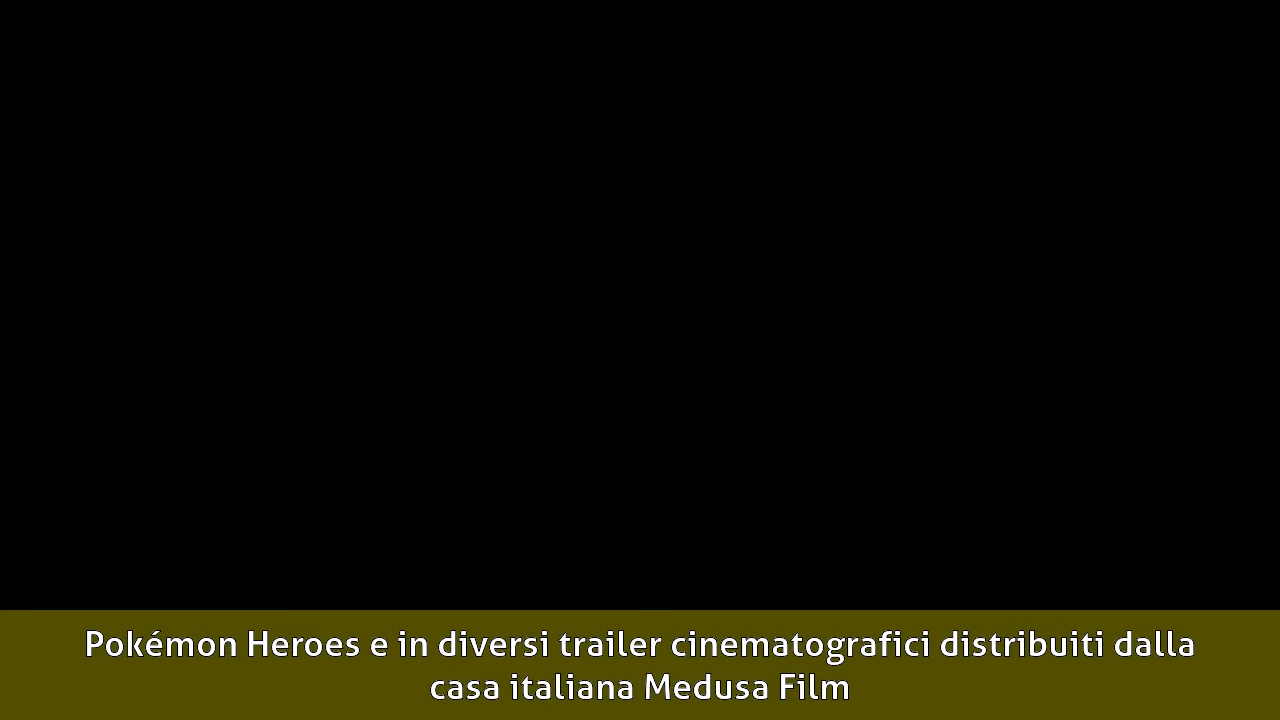 Pokémon Heroes e in diversi trailer cinematografici distribuiti dalla
casa italiana Medusa Film